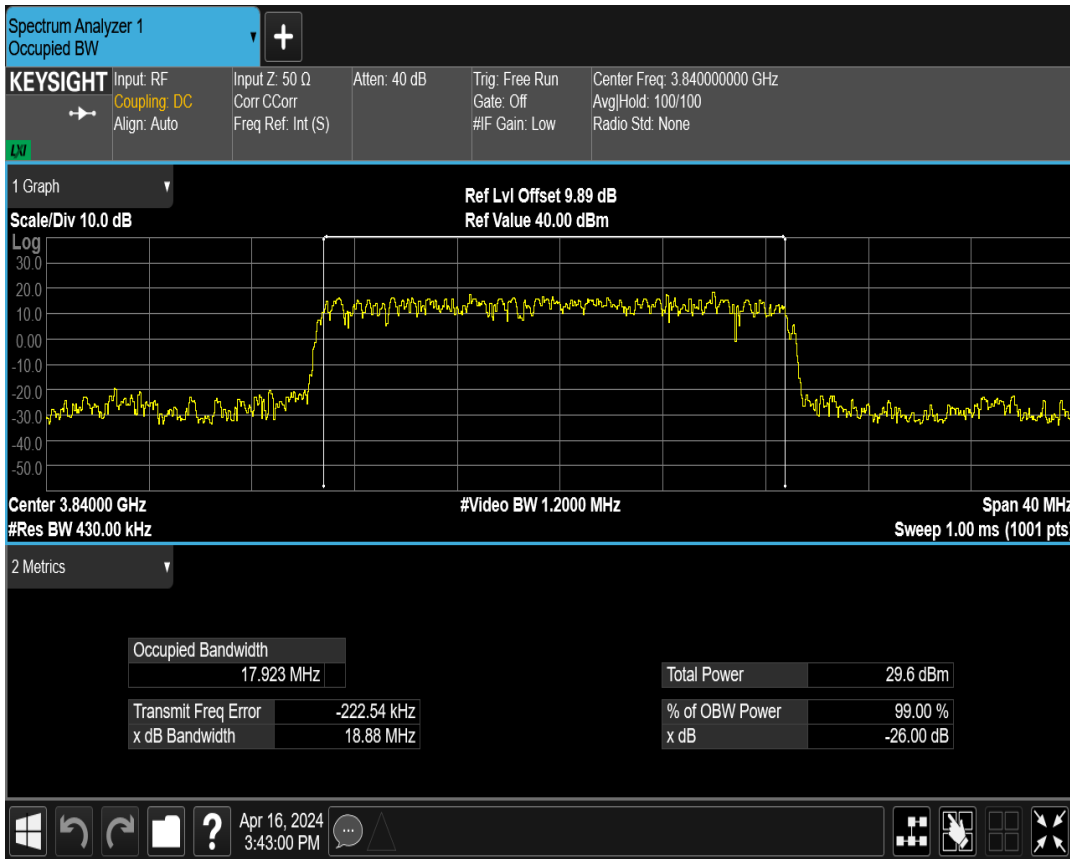 Spectrum Analyzer 1
Occupied BW
+
KEYSIGHT
LXI
Input: RF
Coupling: DC
Align: Auto
Input Z: 50 Ω
Corr CCorr
Freq Ref: Int (S)
Atten: 40 dB
Trig: Free Run
Gate: Off
#IF Gain: Low
Center Freq: 3.840000000 GHz
Avg|Hold: 100/100
Radio Std: None
1 Graph
Scale/Div 10.0 dB
Ref Lvl Offset 9.89 dB
Ref Value 40.00 dBm
Log
30.0
20.0
10.0
0.00
-10.0
-20.0
-30.0
-40.0
-50.0
Center 3.84000 GHz
#Video BW 1.2000 MHz
Span 40 MHz
#Res BW 430.00 kHz
Sweep 1.00 ms (1001 pts)
2 Metrics
Occupied Bandwidth
17.923 MHz
Transmit Freq Error -222.54 kHz
x dB Bandwidth 18.88 MHz
Total Power 29.6 dBm
% of OBW Power 99.00 %
x dB -26.00 dB
?
Apr 16, 2024
3:43:00 PM